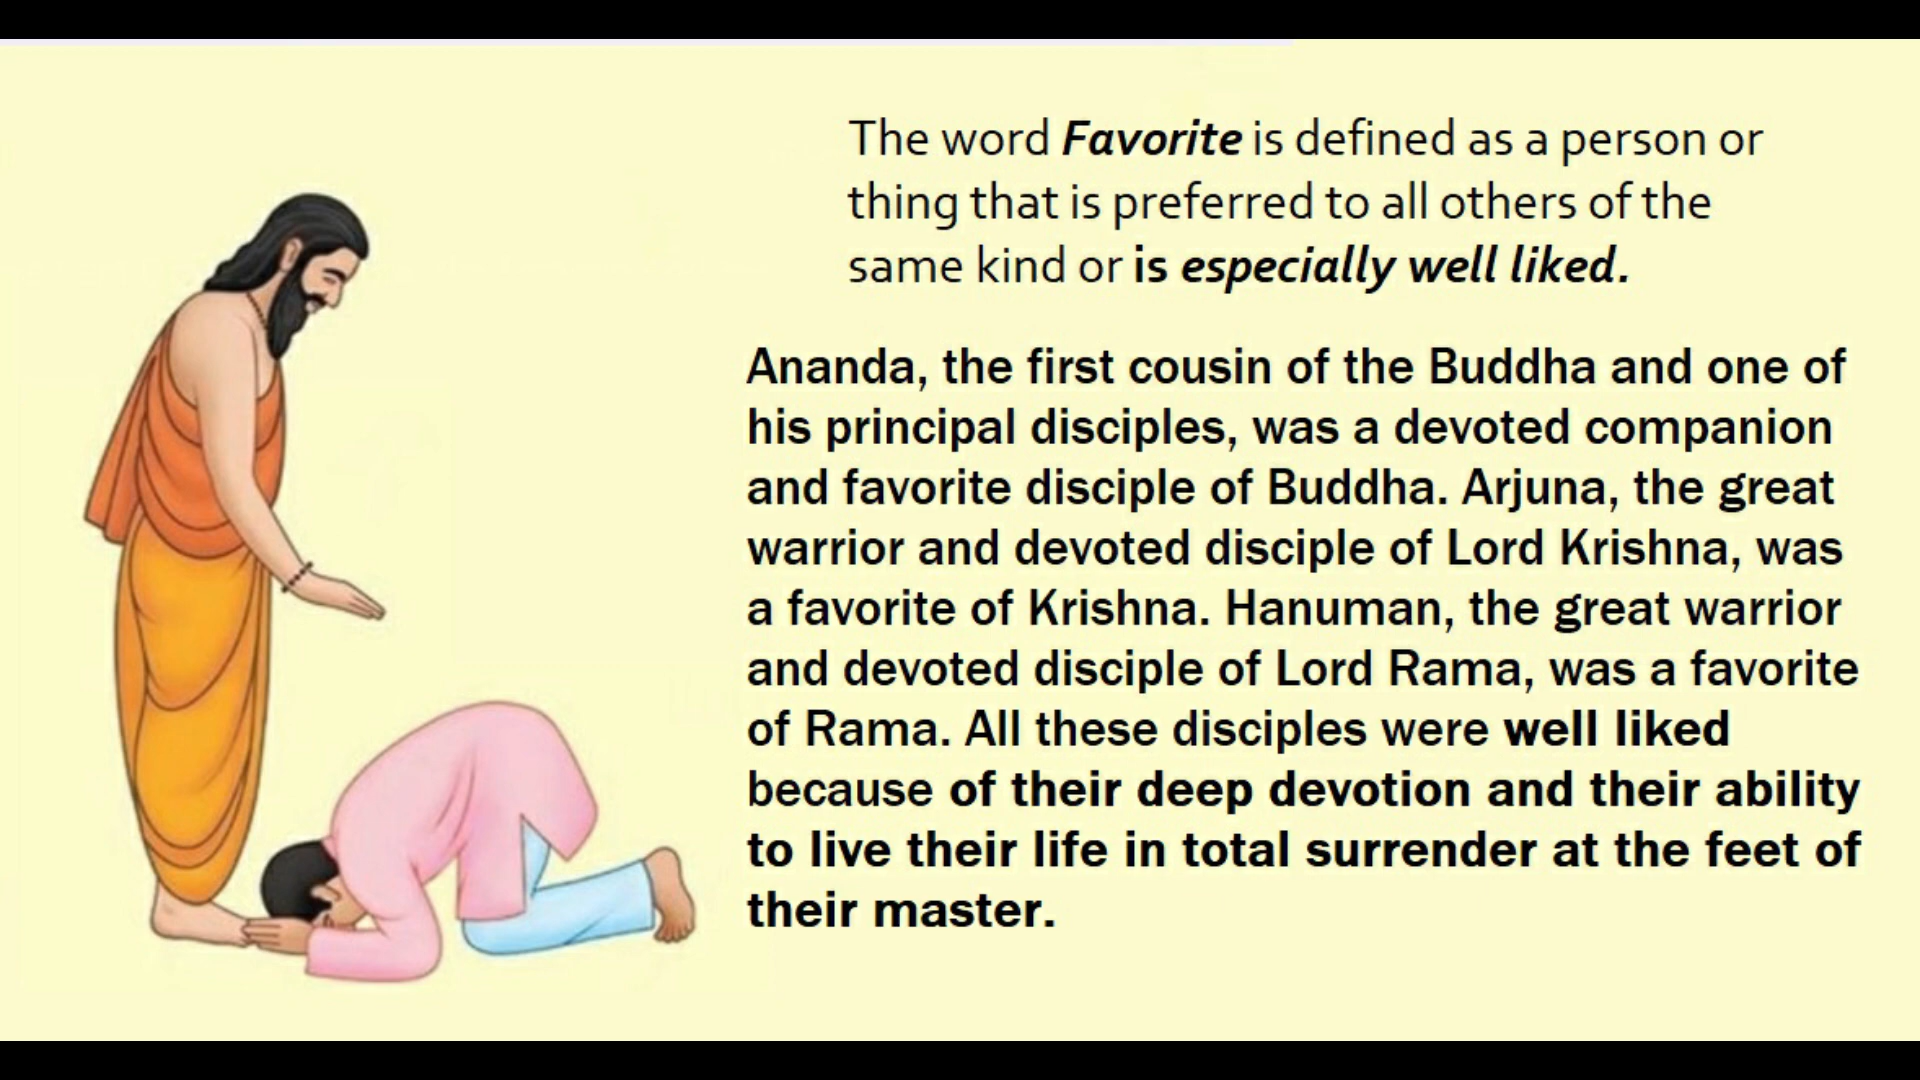 The word Favorite is defined as a person or
thing that is preferred to all others of the
same kind or is especially well liked.
Ananda, the first cousin of the Buddha and one of
his principal disciples, was a devoted companion
and favorite disciple of Buddha. Arjuna, the great
warrior and devoted disciple of Lord Krishna, was
a favorite of Krishna. Hanuman, the great warrior
and devoted disciple of Lord Rama, was a favorite
of Rama. All these disciples were well liked
because of their deep devotion and their ability
to live their life in total surrender at the feet of
their master.